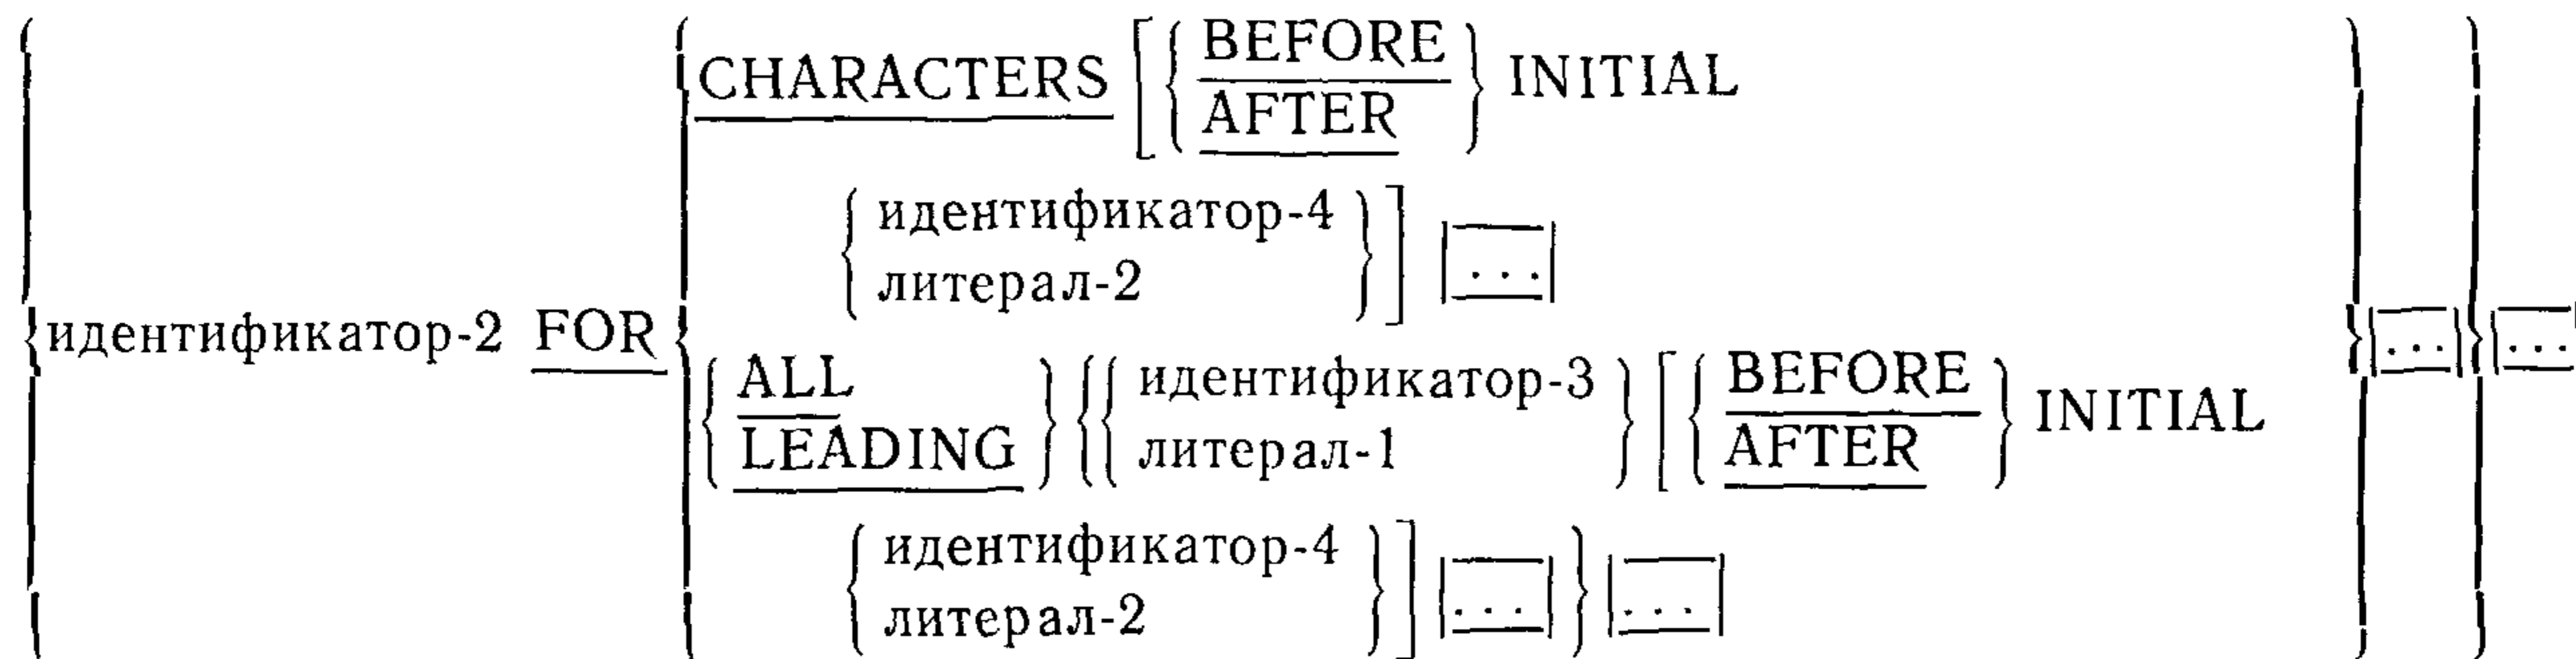 CHARACTERS [ { BEFORE
AFTER } INITIAL
{ идентификатор-4
литерал-2 } ] ...
{ идентификатор-2 FOR { } ... } ...
{ ALL
LEADING } { { идентификатор-3
литерал-1 } [ { BEFORE
AFTER } INITIAL
{ идентификатор-4
литерал-2 } ] ... } ...